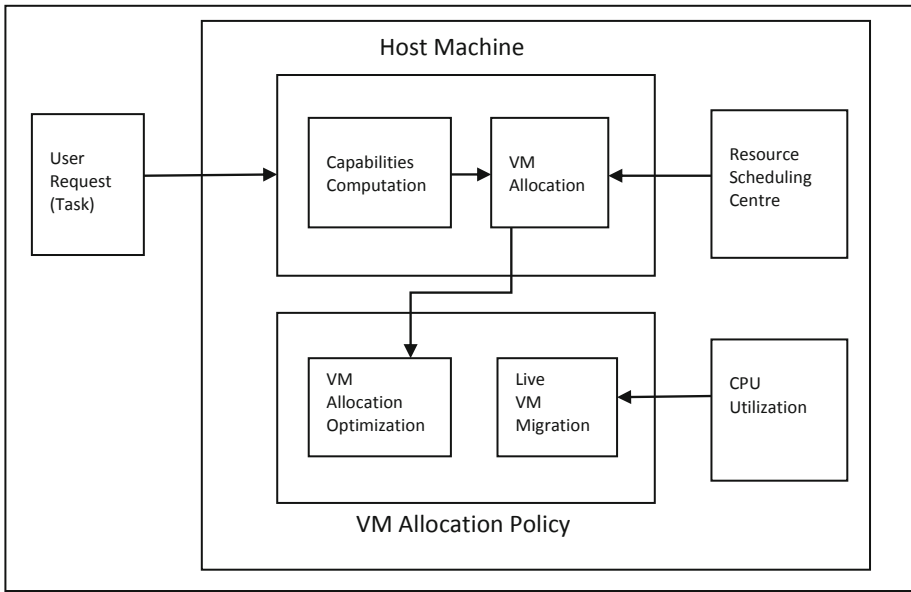 Host Machine
User
Request
(Task)
Capabilities
Computation
VM
Allocation
Resource
Scheduling
Centre
VM
Allocation
Optimization
Live
VM
Migration
CPU
Utilization
VM Allocation Policy